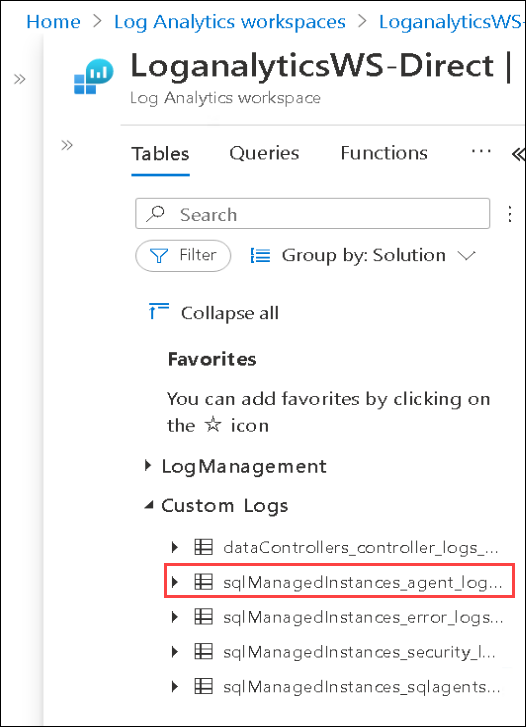 Home > Log Analytics workspaces > LoganalyticsWS-
LoganalyticsWS-Direct |
Log Analytics workspace
Tables Queries Functions ···
Search
Filter Group by: Solution
Collapse all
Favorites
You can add favorites by clicking on
the ☆ icon
LogManagement
Custom Logs
dataControllers_controller_logs_...
sqlManagedInstances_agent_log...
sqlManagedInstances_error_logs...
sqlManagedInstances_security_l...
sqlManagedInstances_sqlagents...